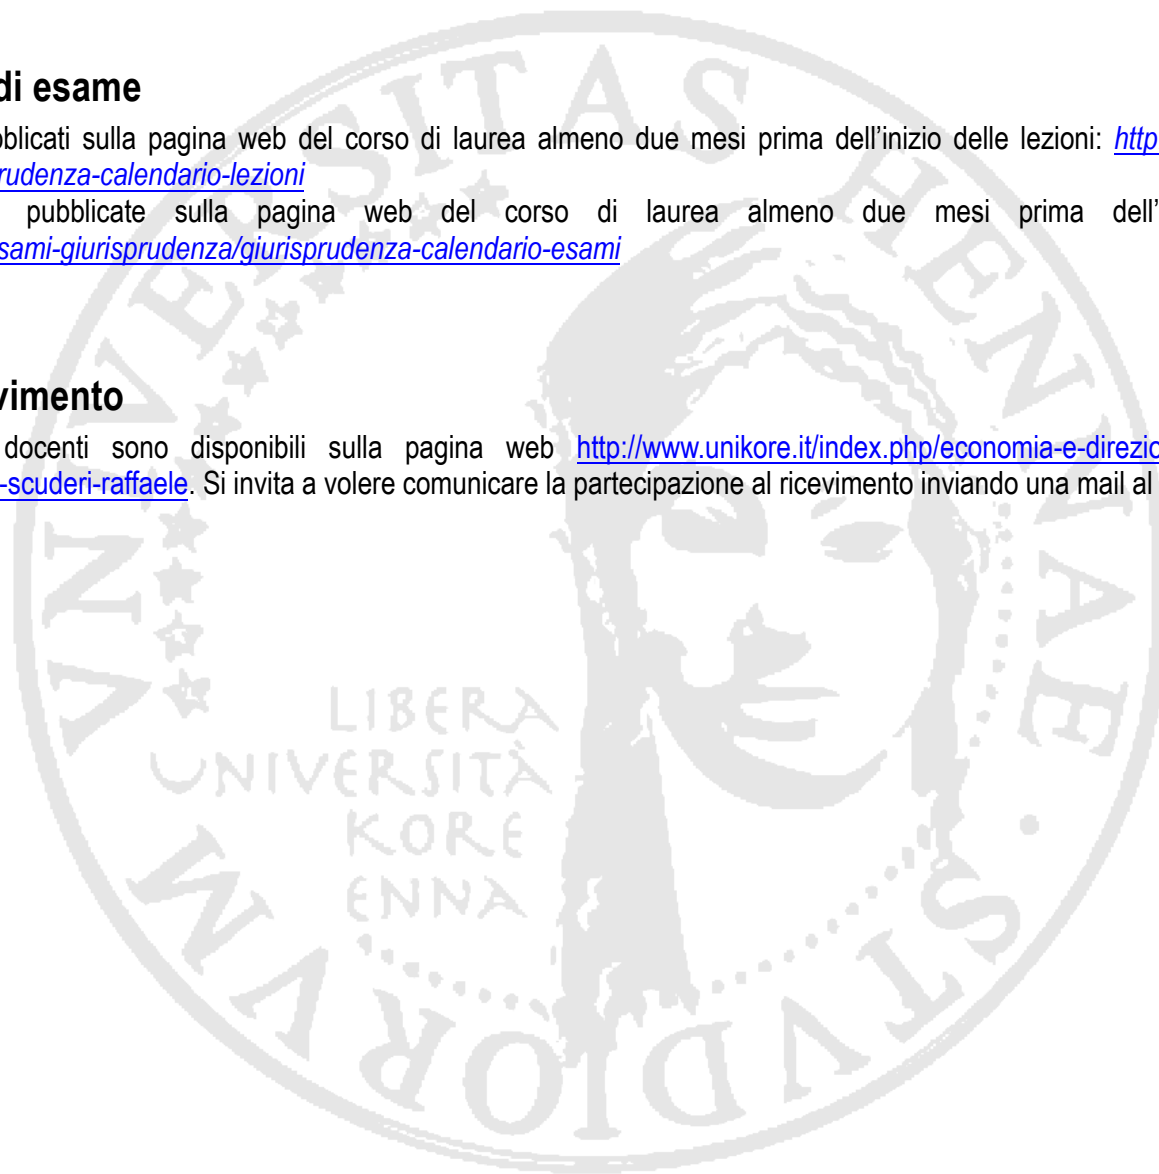 di esame
bblicati sulla pagina web del corso di laurea almeno due mesi prima dell’inizio delle lezioni: http
rudenza-calendario-lezioni
pubblicate sulla pagina web del corso di laurea almeno due mesi prima dell’
sami-giurisprudenza/giurisprudenza-calendario-esami
vimento
docenti sono disponibili sulla pagina web http://www.unikore.it/index.php/economia-e-direzio
-scuderi-raffaele. Si invita a volere comunicare la partecipazione al ricevimento inviando una mail al
VNIVERSITAS HENNAE · STVDIORVM
LIBERA
UNIVERSITÀ
KORE
ENNA